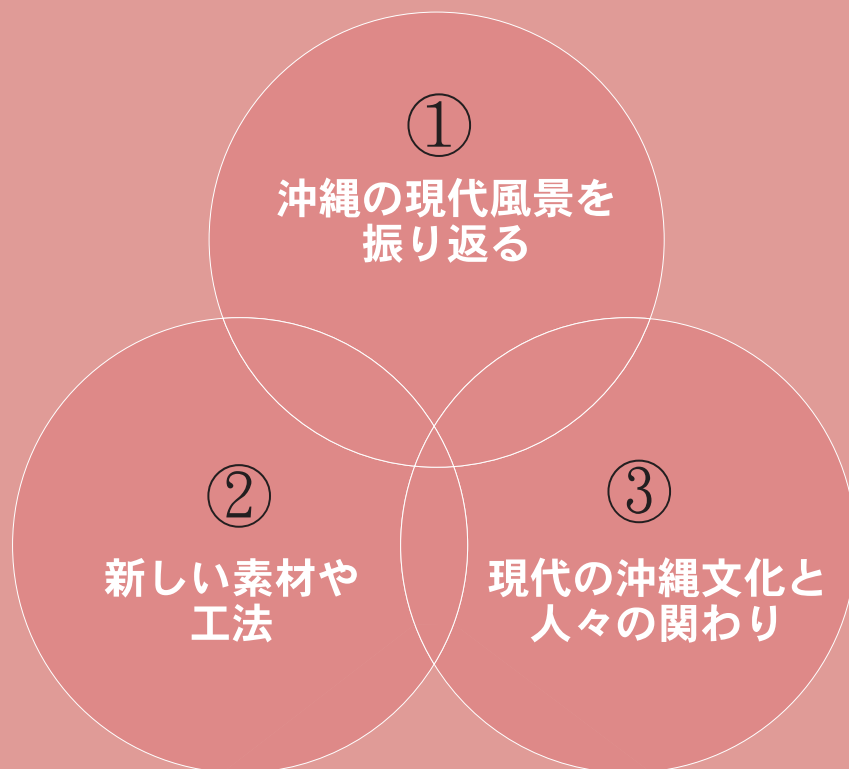 ①
沖縄の現代風景を
振り返る
②
新しい素材や
工法
③
現代の沖縄文化と
人々の関わり